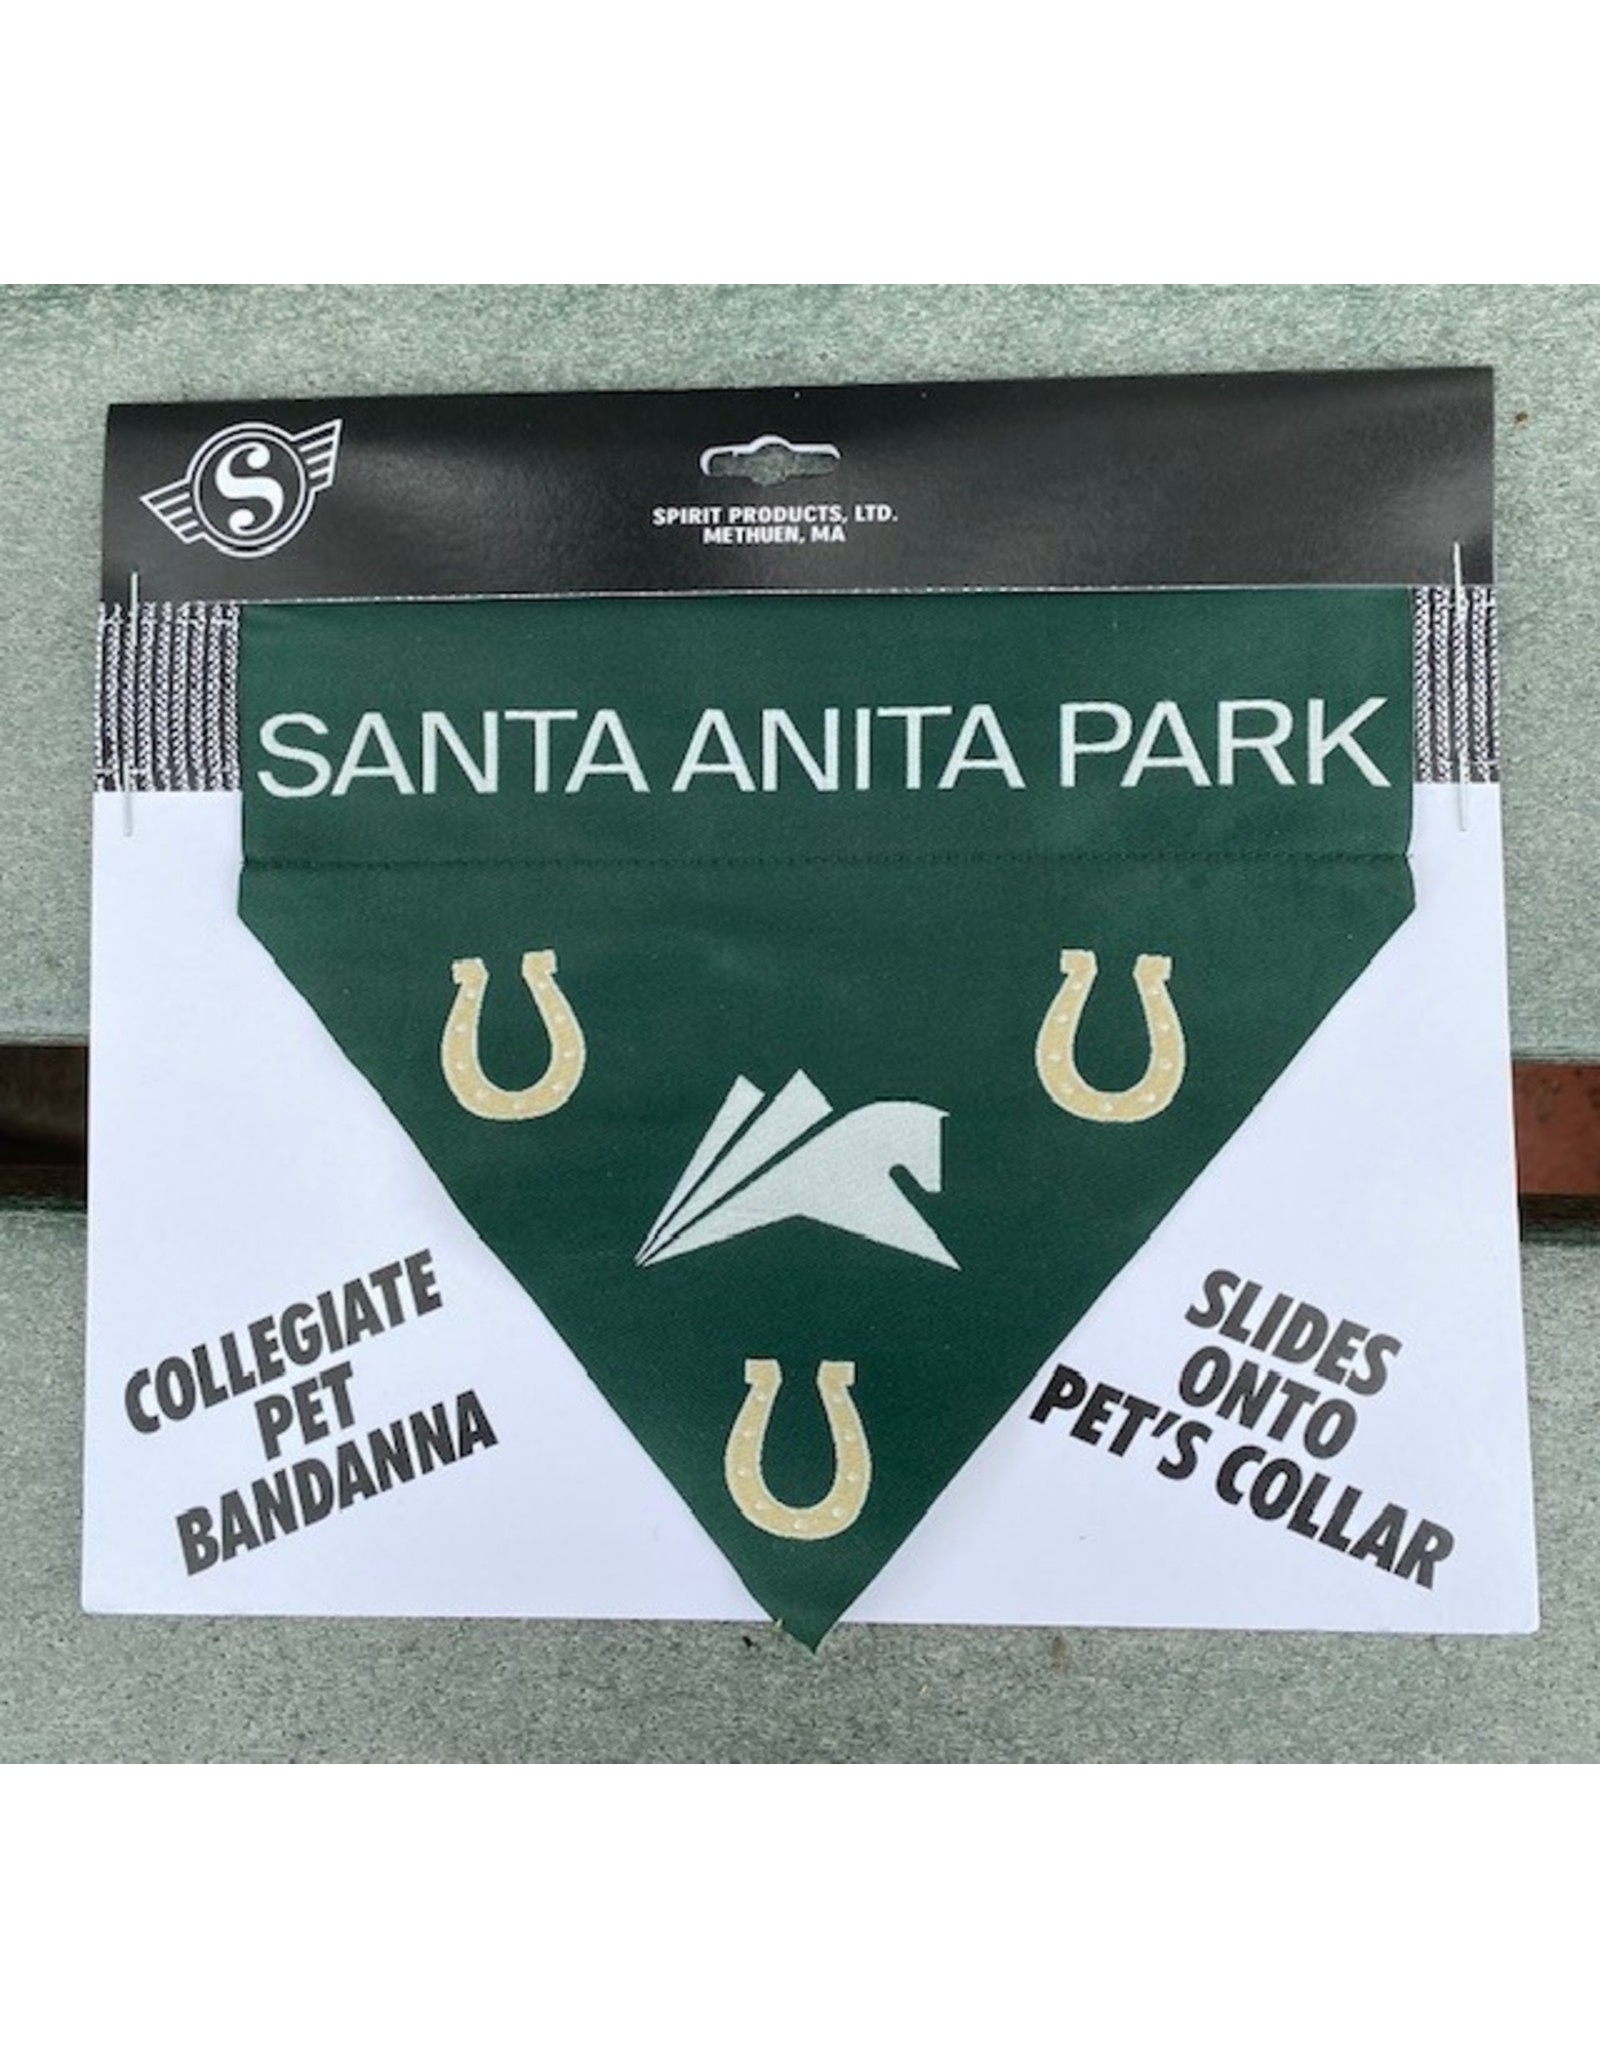 S
SPIRIT PRODUCTS, LTD.
METHUEN, MA
SANTA ANITA PARK
COLLEGIATE
PET
BANDANNA
SLIDES
ONTO
PET'S COLLAR